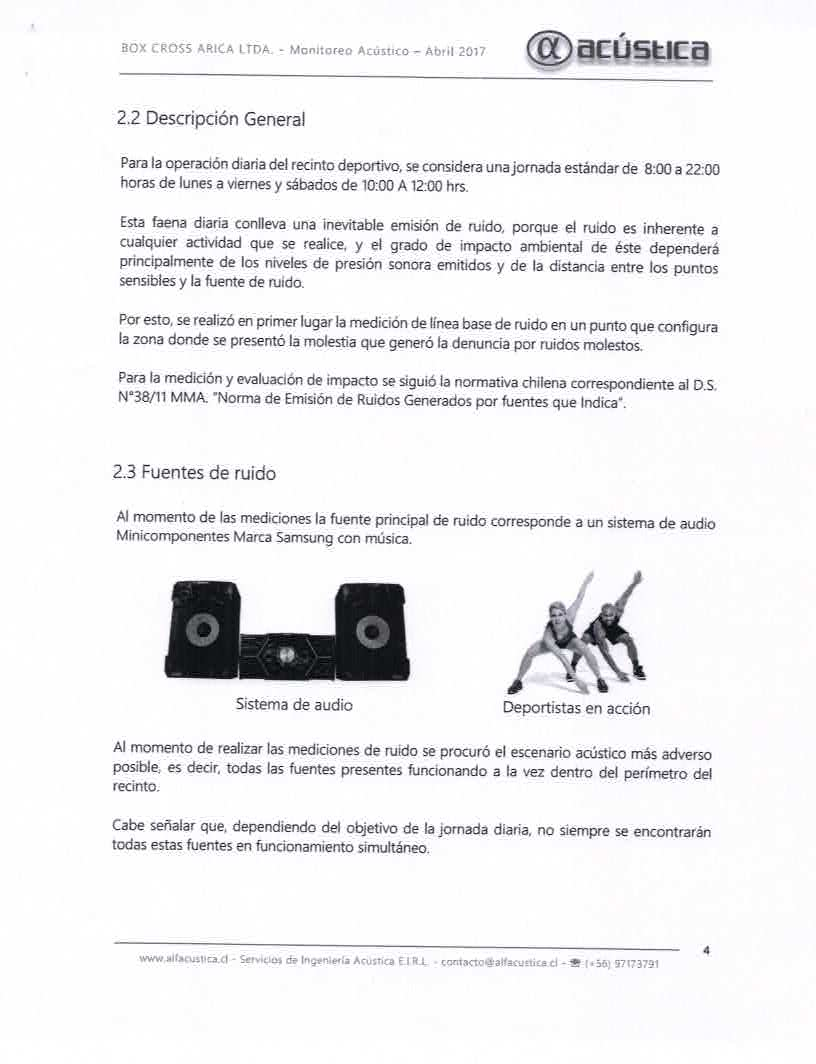 BOX CROSS ARICA LTDA. - Monitoreo Acústico – Abril 2017
α acústica
2.2 Descripción General
Para la operación diaria del recinto deportivo, se considera una jornada estándar de 8:00 a 22:00
horas de lunes a viernes y sábados de 10:00 A 12:00 hrs.
Esta faena diaria conlleva una inevitable emisión de ruido, porque el ruido es inherente a
cualquier actividad que se realice, y el grado de impacto ambiental de éste dependerá
principalmente de los niveles de presión sonora emitidos y de la distancia entre los puntos
sensibles y la fuente de ruido.
Por esto, se realizó en primer lugar la medición de línea base de ruido en un punto que configura
la zona donde se presentó la molestia que generó la denuncia por ruidos molestos.
Para la medición y evaluación de impacto se siguió la normativa chilena correspondiente al D.S.
N°38/11 MMA. "Norma de Emisión de Ruidos Generados por fuentes que Indica".
2.3 Fuentes de ruido
Al momento de las mediciones la fuente principal de ruido corresponde a un sistema de audio
Minicomponentes Marca Samsung con música.
Sistema de audio
Deportistas en acción
Al momento de realizar las mediciones de ruido se procuró el escenario acústico más adverso
posible, es decir, todas las fuentes presentes funcionando a la vez dentro del perímetro del
recinto.
Cabe señalar que, dependiendo del objetivo de la jornada diaria, no siempre se encontrarán
todas estas fuentes en funcionamiento simultáneo.
4
www.alfacustica.cl - Servicios de Ingeniería Acústica E.I.R.L. - contacto@alfacustica.cl - ☎ (+56) 97173791